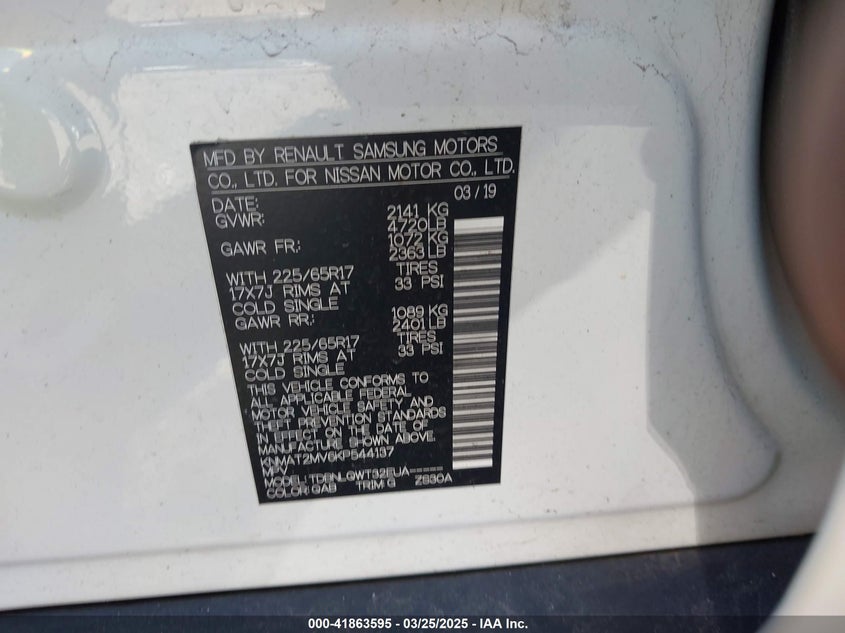 MFD BY RENAULT SAMSUNG MOTORS
CO., LTD. FOR NISSAN MOTOR CO., LTD.
DATE: 03/19
GVWR: 2141 KG
4720LB
GAWR FR.: 1072 KG
2363 LB
WITH 225/65R17 TIRES
17X7J RIMS AT 33 PSI
COLD SINGLE
GAWR RR.: 1089 KG
2401 LB
WITH 225/65R17 TIRES
17X7J RIMS AT 33 PSI
COLD SINGLE
THIS VEHICLE CONFORMS TO
ALL APPLICABLE FEDERAL
MOTOR VEHICLE SAFETY AND
THEFT PREVENTION STANDARDS
IN EFFECT ON THE DATE OF
MANUFACTURE SHOWN ABOVE.
KNMAT2MV6KP544137
MPV
MODEL: TDBNLQWT32EUA-----
COLOR: QAB TRIM: G Z830A
000-41863595 - 03/25/2025 - IAA Inc.